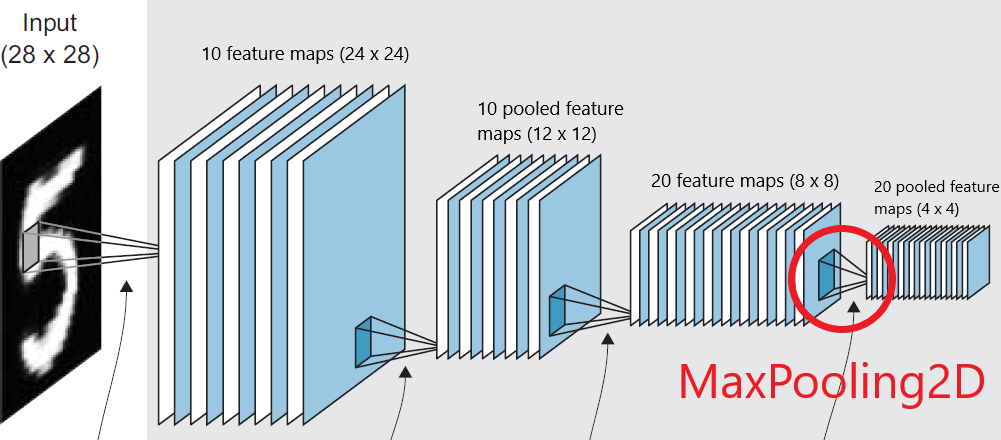 Input
(28 x 28)
10 feature maps (24 x 24)
10 pooled feature
maps (12 x 12)
20 feature maps (8 x 8)
20 pooled feature
maps (4 x 4)
MaxPooling2D